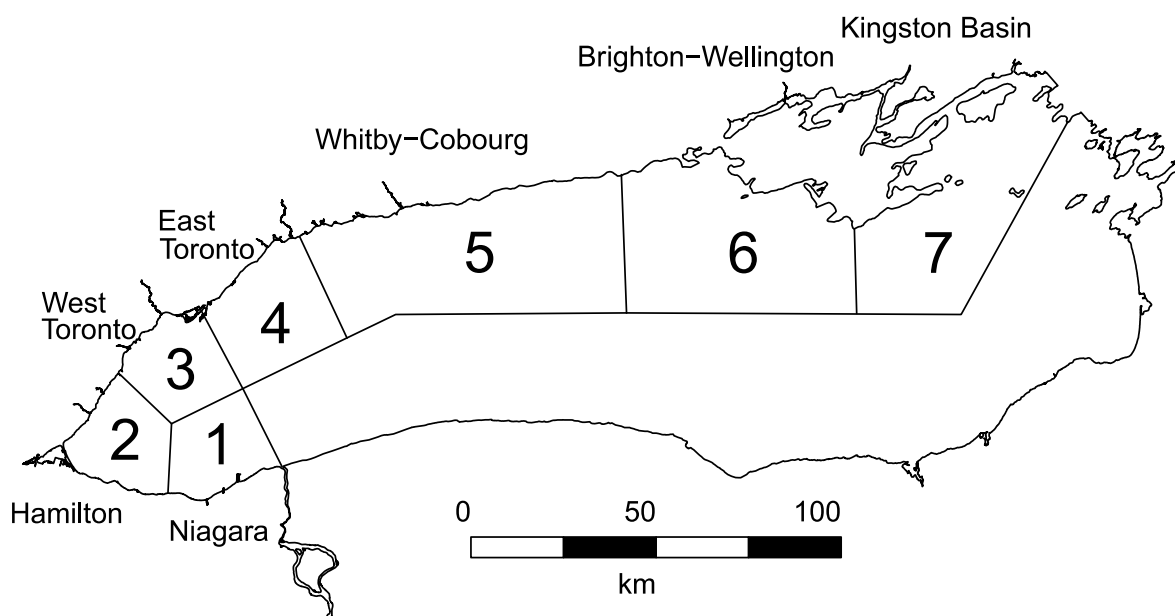 Kingston Basin
Brighton−Wellington
Whitby−Cobourg
East
Toronto
West
Toronto
Hamilton
Niagara
1
2
3
4
5
6
7
0 50 100
km